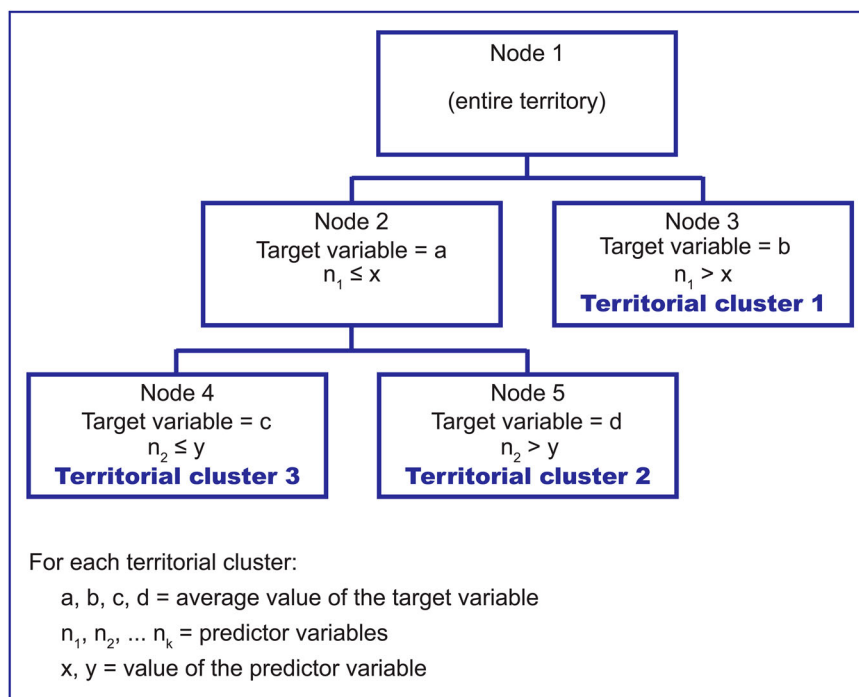 Node 1
(entire territory)
Node 2
Target variable = a
n₁ ≤ x
Node 3
Target variable = b
n₁ > x
Territorial cluster 1
Node 4
Target variable = c
n₂ ≤ y
Territorial cluster 3
Node 5
Target variable = d
n₂ > y
Territorial cluster 2
For each territorial cluster:
a, b, c, d = average value of the target variable
n₁, n₂, ... nₖ = predictor variables
x, y = value of the predictor variable